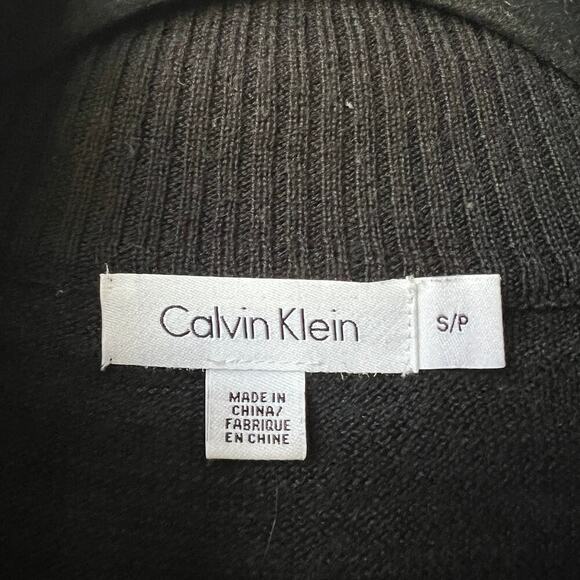 Calvin Klein
S/P
MADE IN
CHINA/
FABRIQUE
EN CHINE